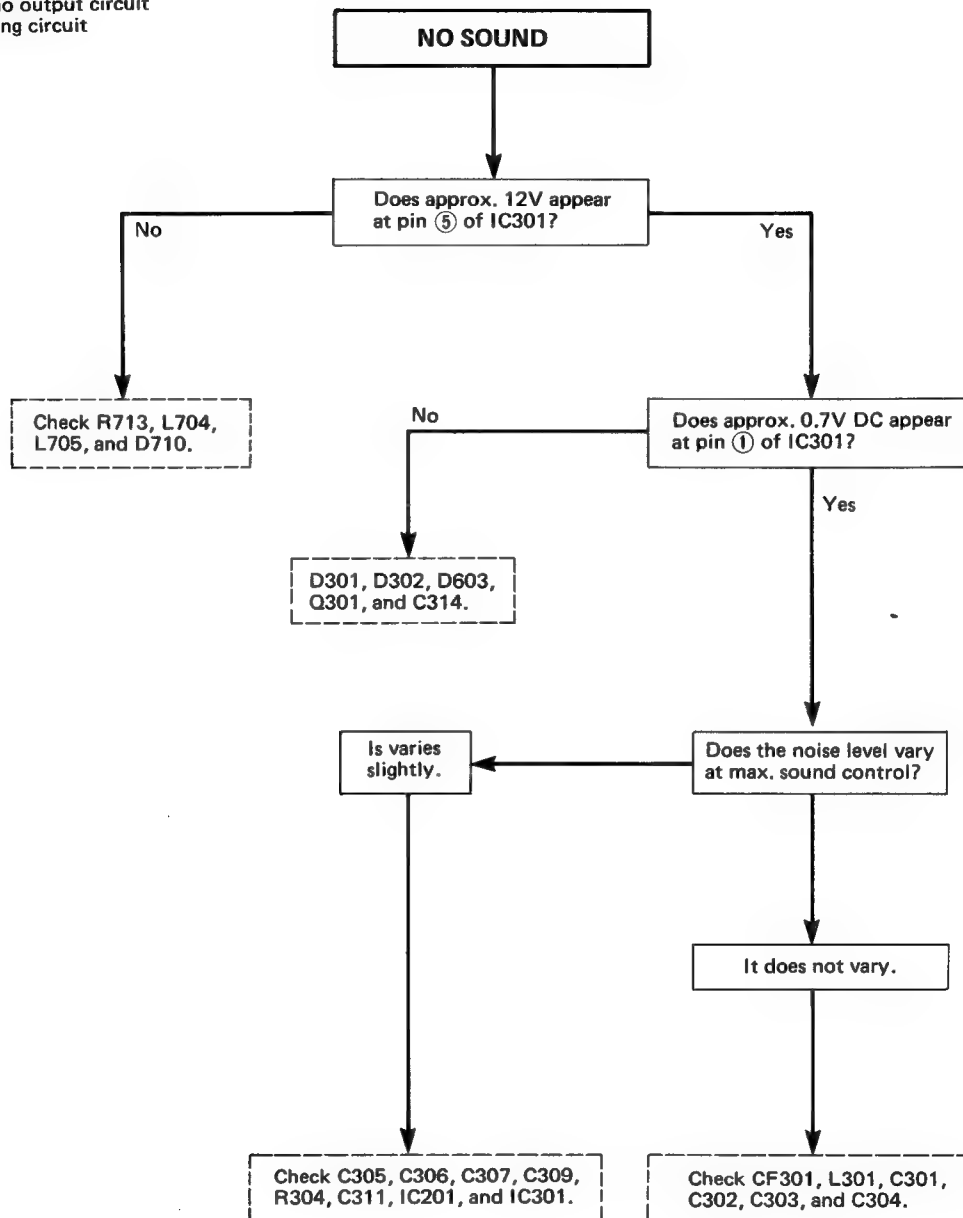 output circuit
circuit
NO SOUND
Does approx. 12V appear
at pin ⑤ of IC301?
No
Yes
Check R713, L704,
L705, and D710.
No
Does approx. 0.7V DC appear
at pin ① of IC301?
Yes
D301, D302, D603,
Q301, and C314.
Is varies
slightly.
Does the noise level vary
at max. sound control?
It does not vary.
Check C305, C306, C307, C309,
R304, C311, IC201, and IC301.
Check CF301, L301, C301,
C302, C303, and C304.